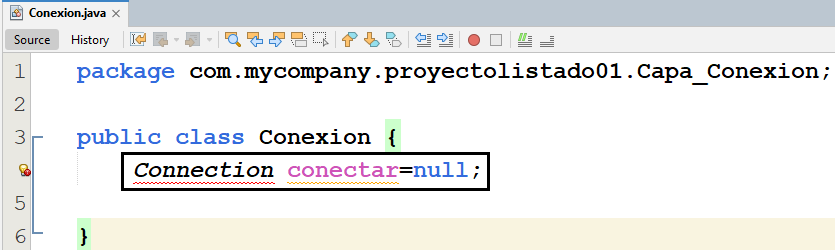 Conexion.java ×
Source History
1 package com.mycompany.proyectolistado01.Capa_Conexion;
2
3 public class Conexion {
Connection conectar=null;
5
6 }